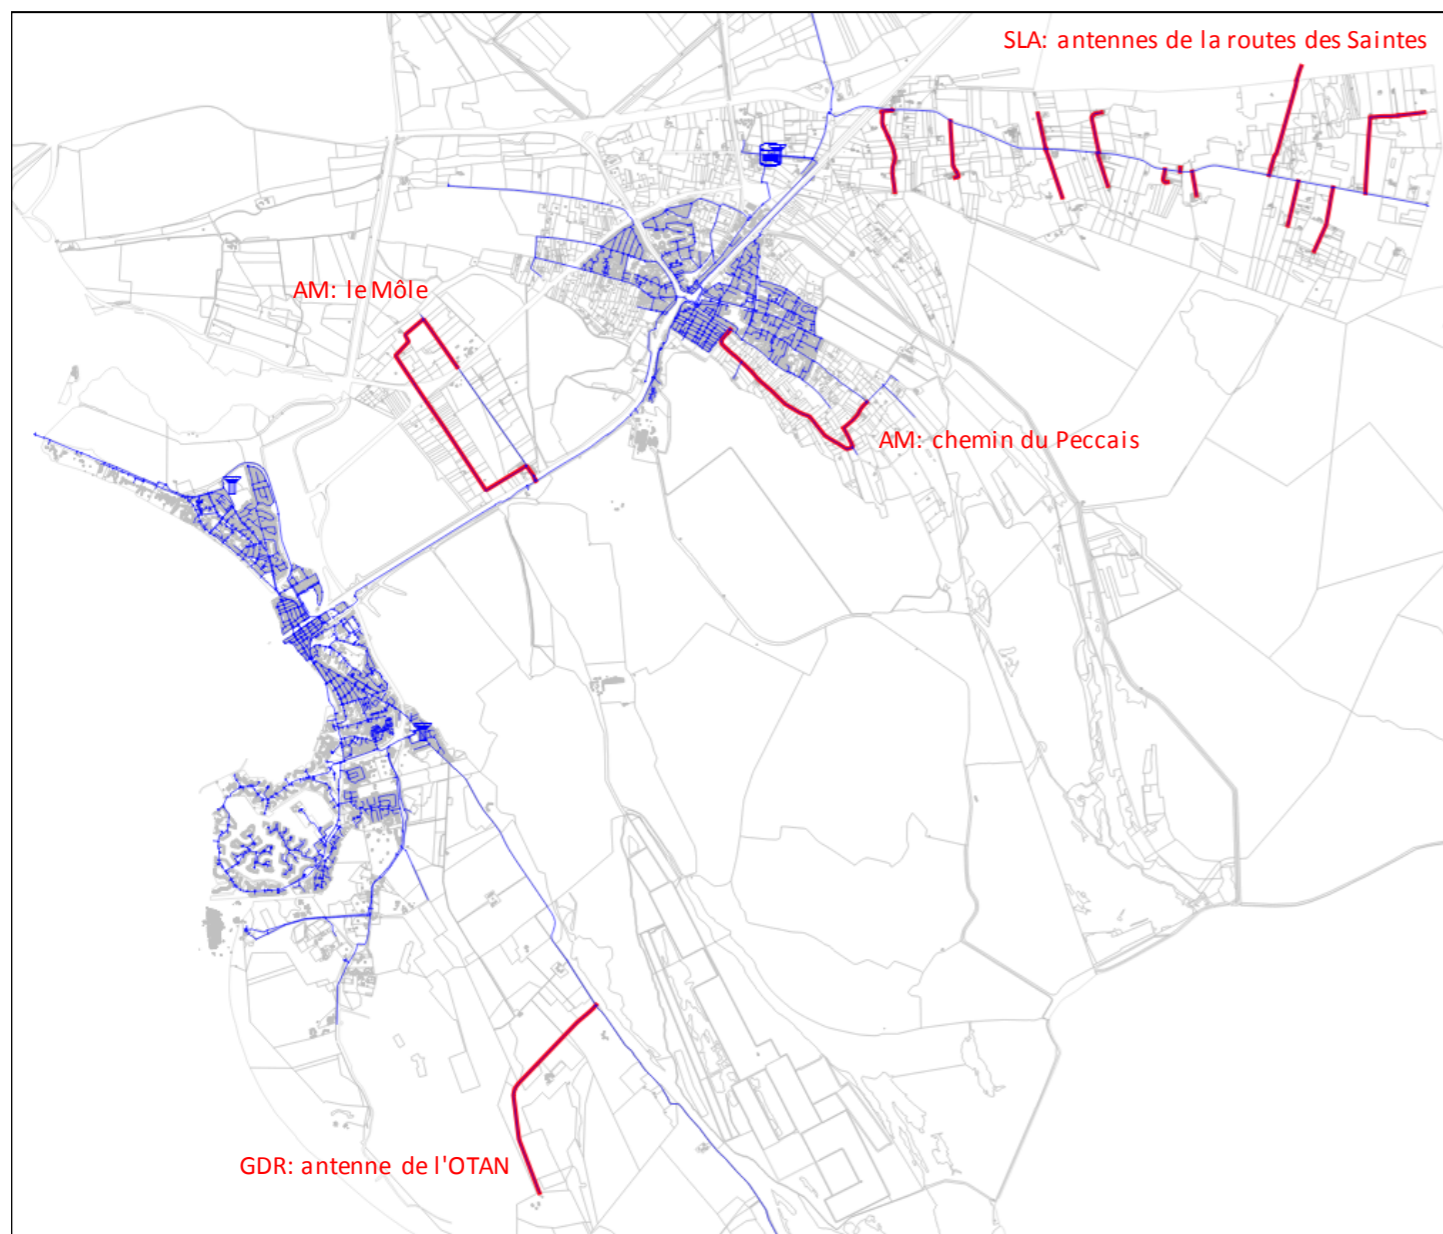 SLA: antennes de la routes des Saintes
AM: le Môle
AM: chemin du Peccais
GDR: antenne de l'OTAN